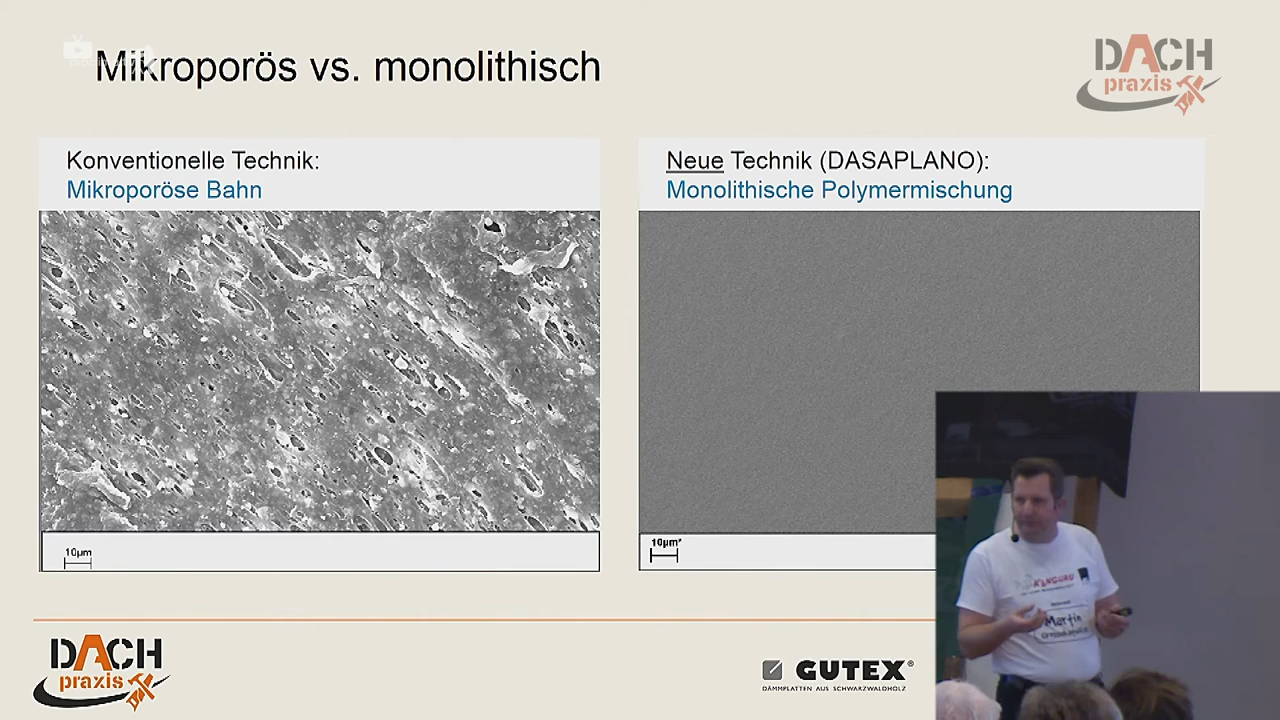 Mikroporös vs. monolithisch
DACH
praxis
Konventionelle Technik:
Mikroporöse Bahn
Neue Technik (DASAPLANO):
Monolithische Polymermischung
10µm
10µm*
KÄNGURU
Martin
DACH
praxis
GUTEX®
DÄMMPLATTEN AUS SCHWARZWALDHOLZ